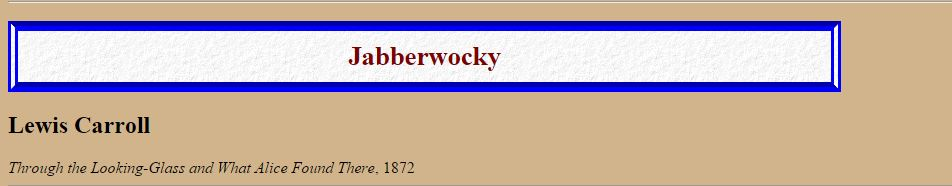 Jabberwocky
Lewis Carroll
Through the Looking-Glass and What Alice Found There, 1872